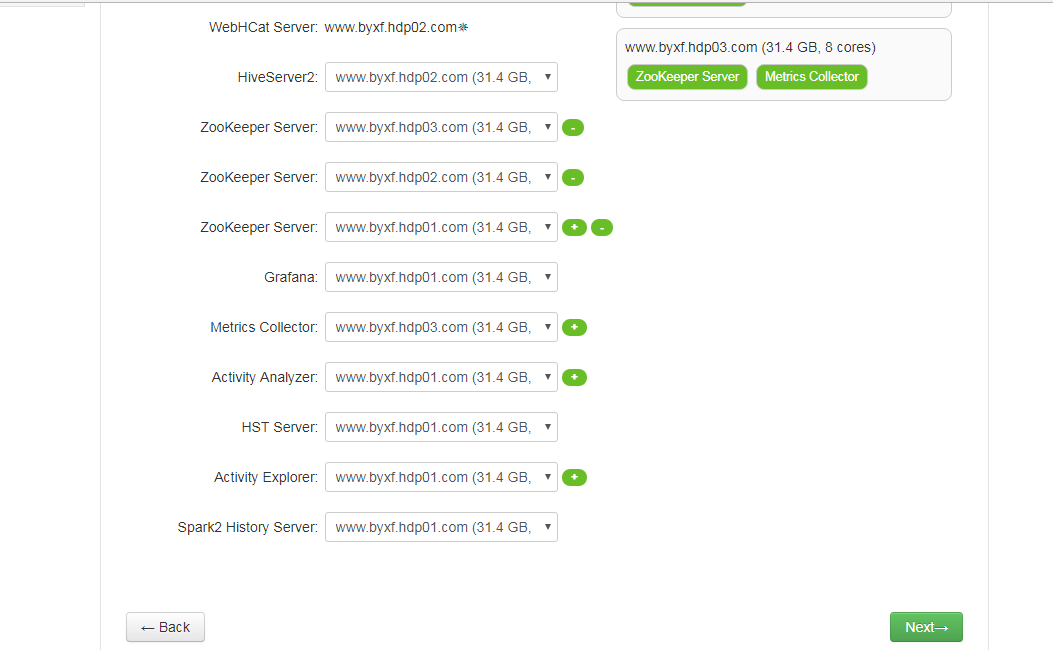 WebHCat Server: www.byxf.hdp02.com✵
HiveServer2: www.byxf.hdp02.com (31.4 GB,
ZooKeeper Server: www.byxf.hdp03.com (31.4 GB, -
ZooKeeper Server: www.byxf.hdp02.com (31.4 GB, -
ZooKeeper Server: www.byxf.hdp01.com (31.4 GB, + -
Grafana: www.byxf.hdp01.com (31.4 GB,
Metrics Collector: www.byxf.hdp03.com (31.4 GB, +
Activity Analyzer: www.byxf.hdp01.com (31.4 GB, +
HST Server: www.byxf.hdp01.com (31.4 GB,
Activity Explorer: www.byxf.hdp01.com (31.4 GB, +
Spark2 History Server: www.byxf.hdp01.com (31.4 GB,
www.byxf.hdp03.com (31.4 GB, 8 cores)
ZooKeeper Server Metrics Collector
← Back
Next→